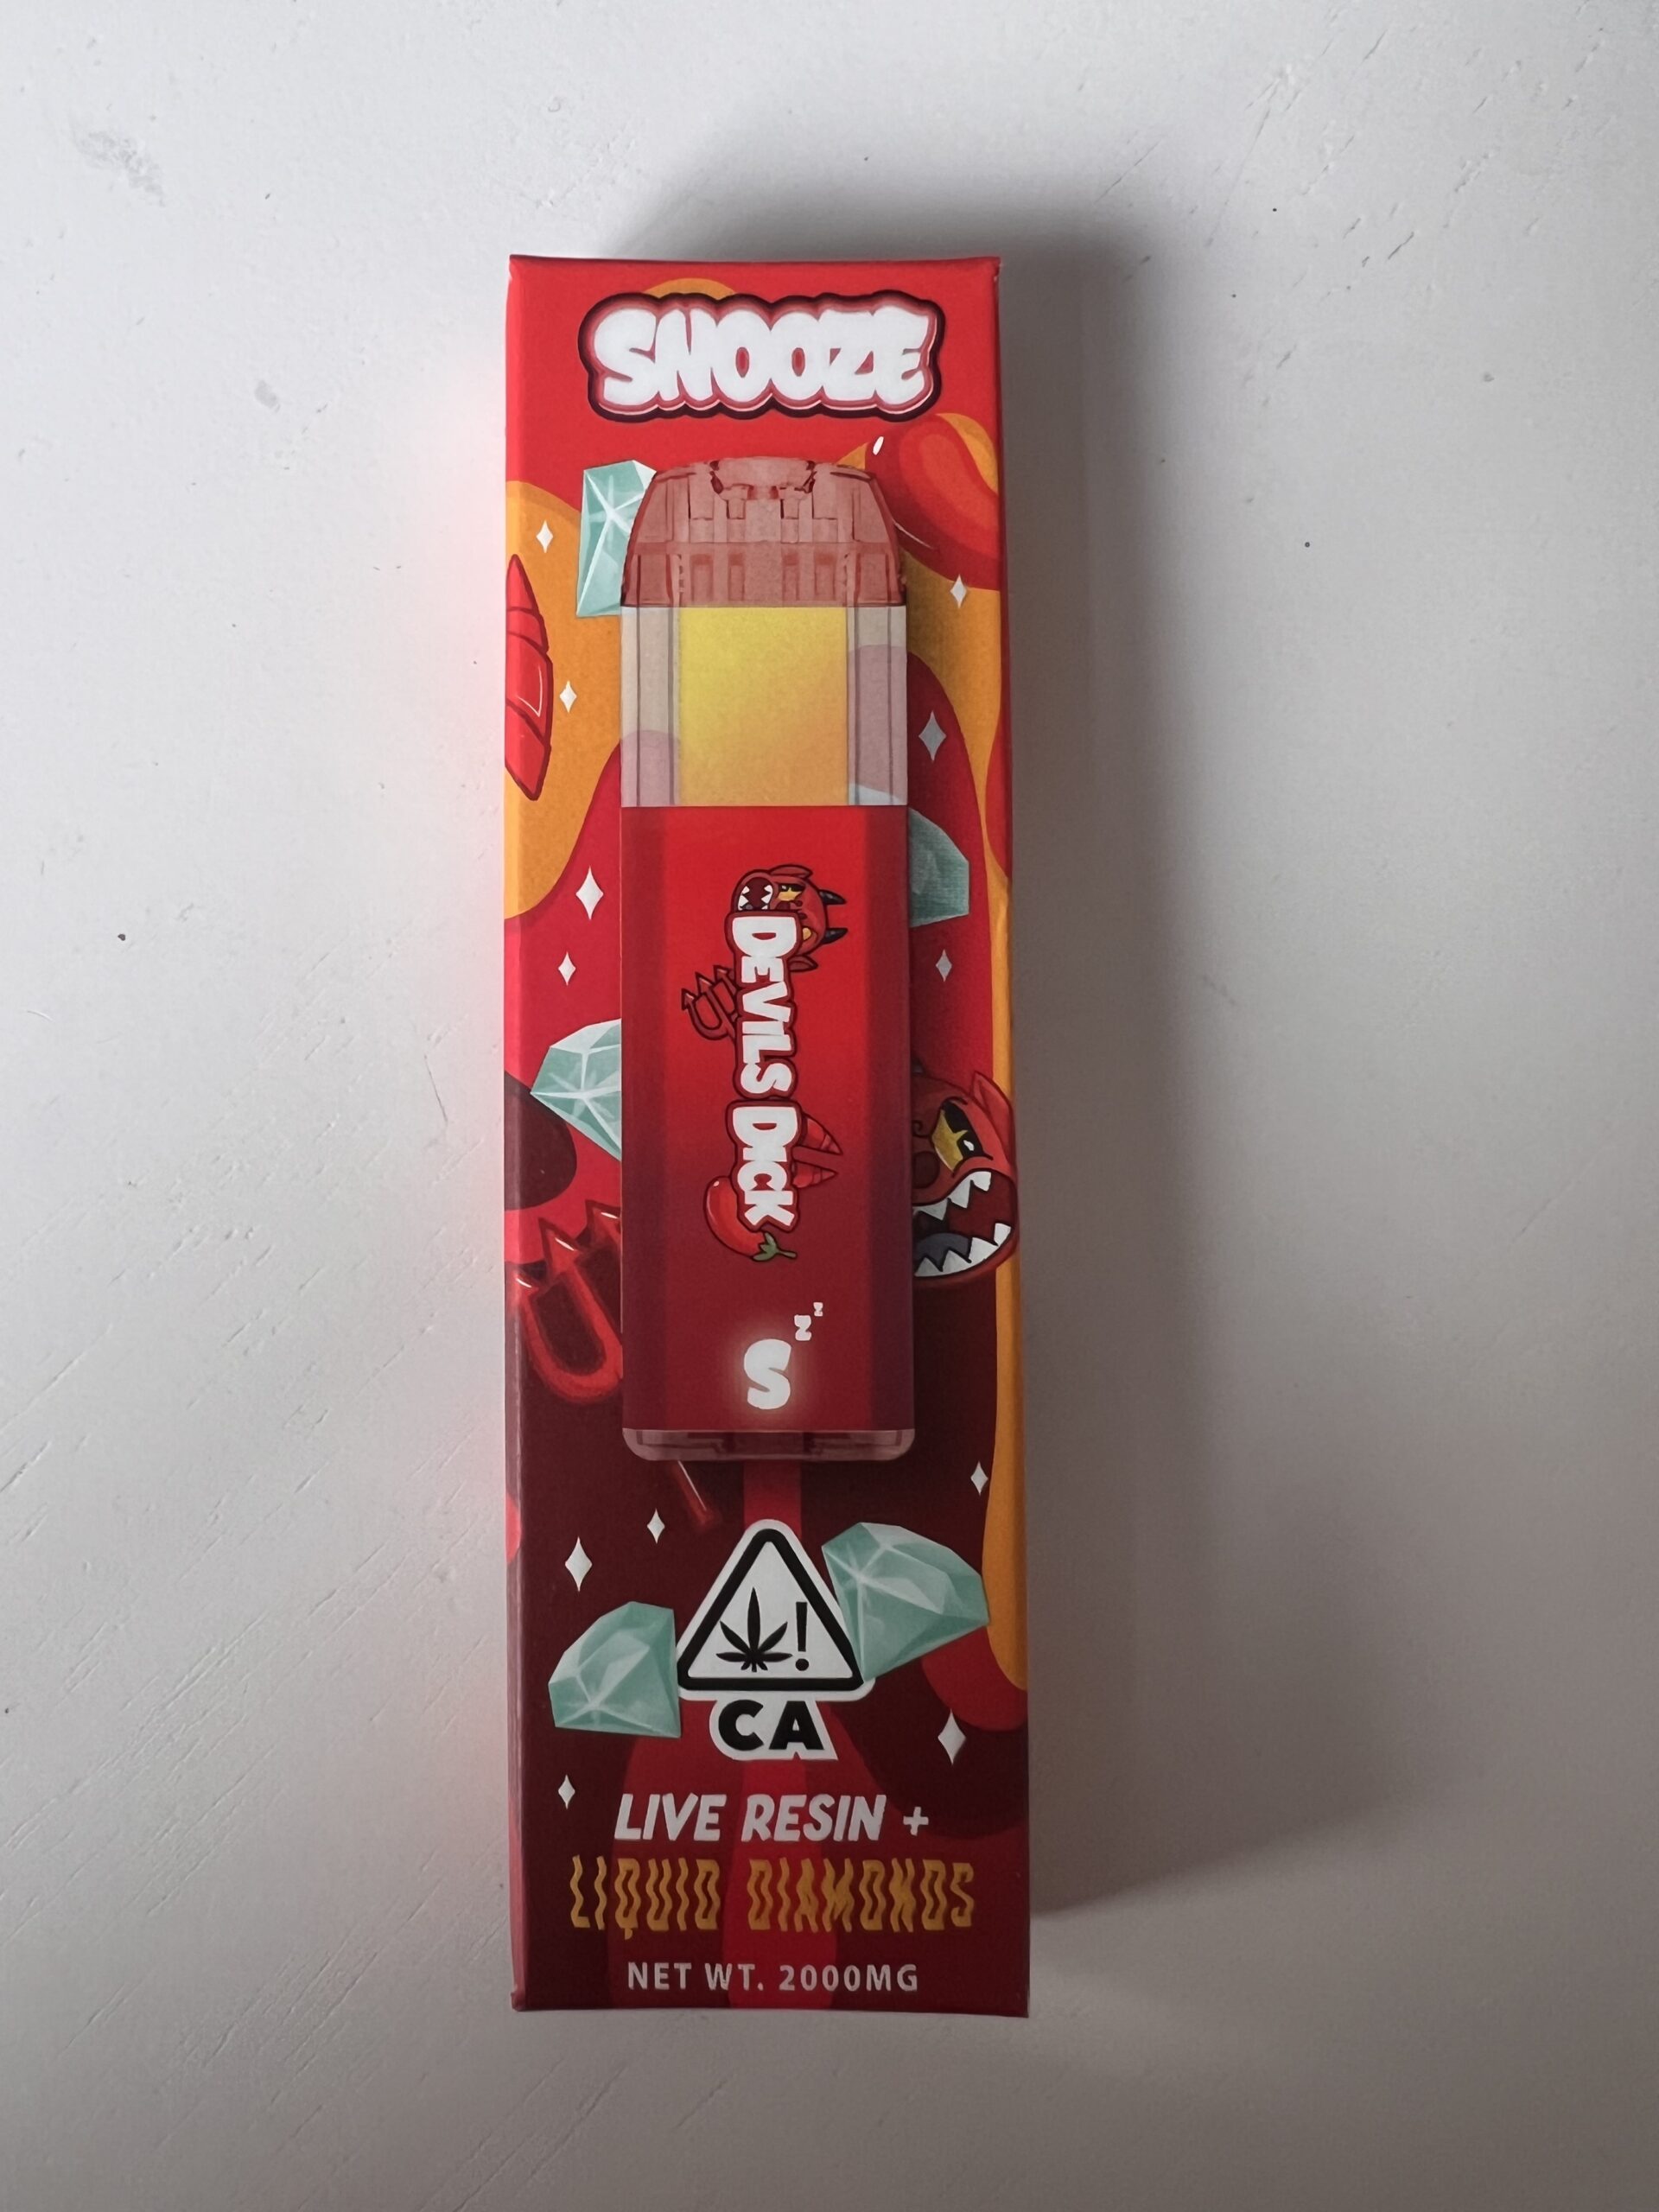 SNOOZE
DEVILS DICK
S z z
CA
LIVE RESIN +
LIQUID DIAMONDS
NET WT. 2000MG